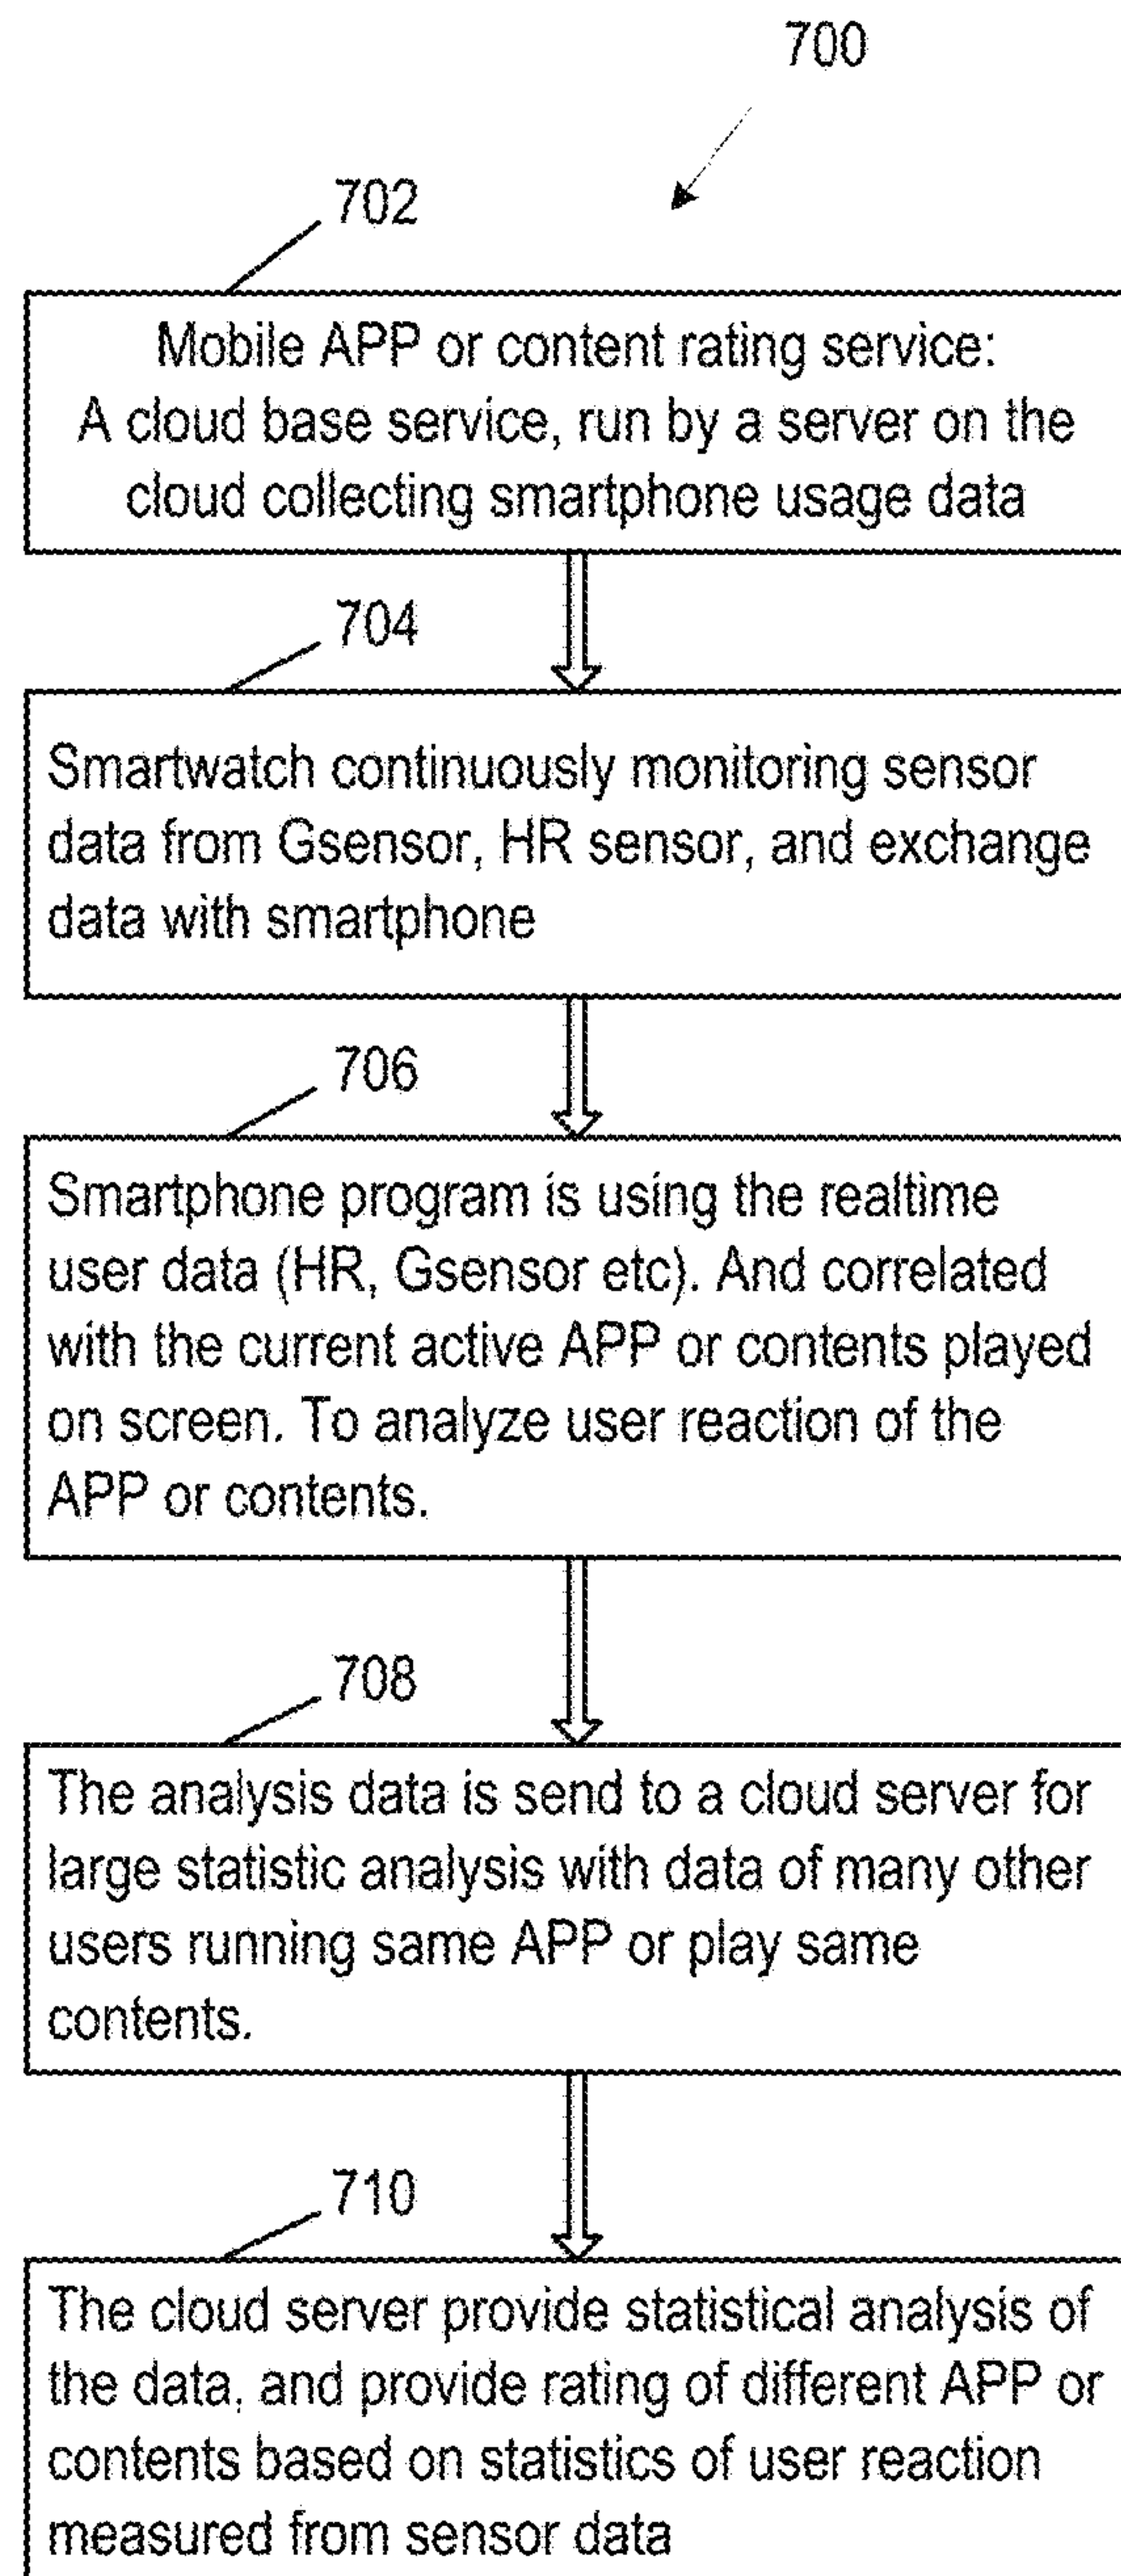 700
702
Mobile APP or content rating service:
A cloud base service, run by a server on the
cloud collecting smartphone usage data
704
Smartwatch continuously monitoring sensor
data from Gsensor, HR sensor, and exchange
data with smartphone
706
Smartphone program is using the realtime
user data (HR, Gsensor etc). And correlated
with the current active APP or contents played
on screen. To analyze user reaction of the
APP or contents.
708
The analysis data is send to a cloud server for
large statistic analysis with data of many other
users running same APP or play same
contents.
710
The cloud server provide statistical analysis of
the data, and provide rating of different APP or
contents based on statistics of user reaction
measured from sensor data